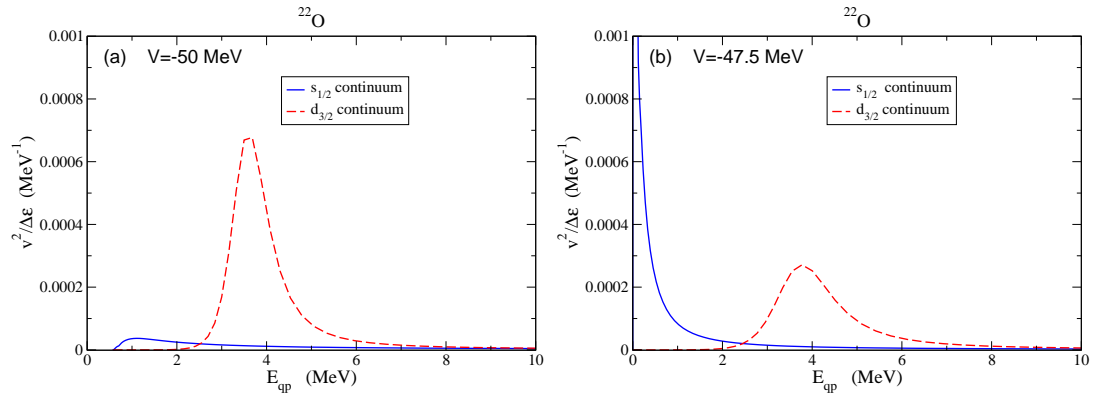 ²²O
(a) V=-50 MeV
s₁/₂ continuum
d₃/₂ continuum
0.001
0.0008
0.0006
0.0004
0.0002
0
v²/Δε (MeV⁻¹)
0 2 4 6 8 10
E_qp (MeV)
²²O
(b) V=-47.5 MeV
s₁/₂ continuum
d₃/₂ continuum
0.001
0.0008
0.0006
0.0004
0.0002
0
v²/Δε (MeV⁻¹)
0 2 4 6 8 10
E_qp (MeV)